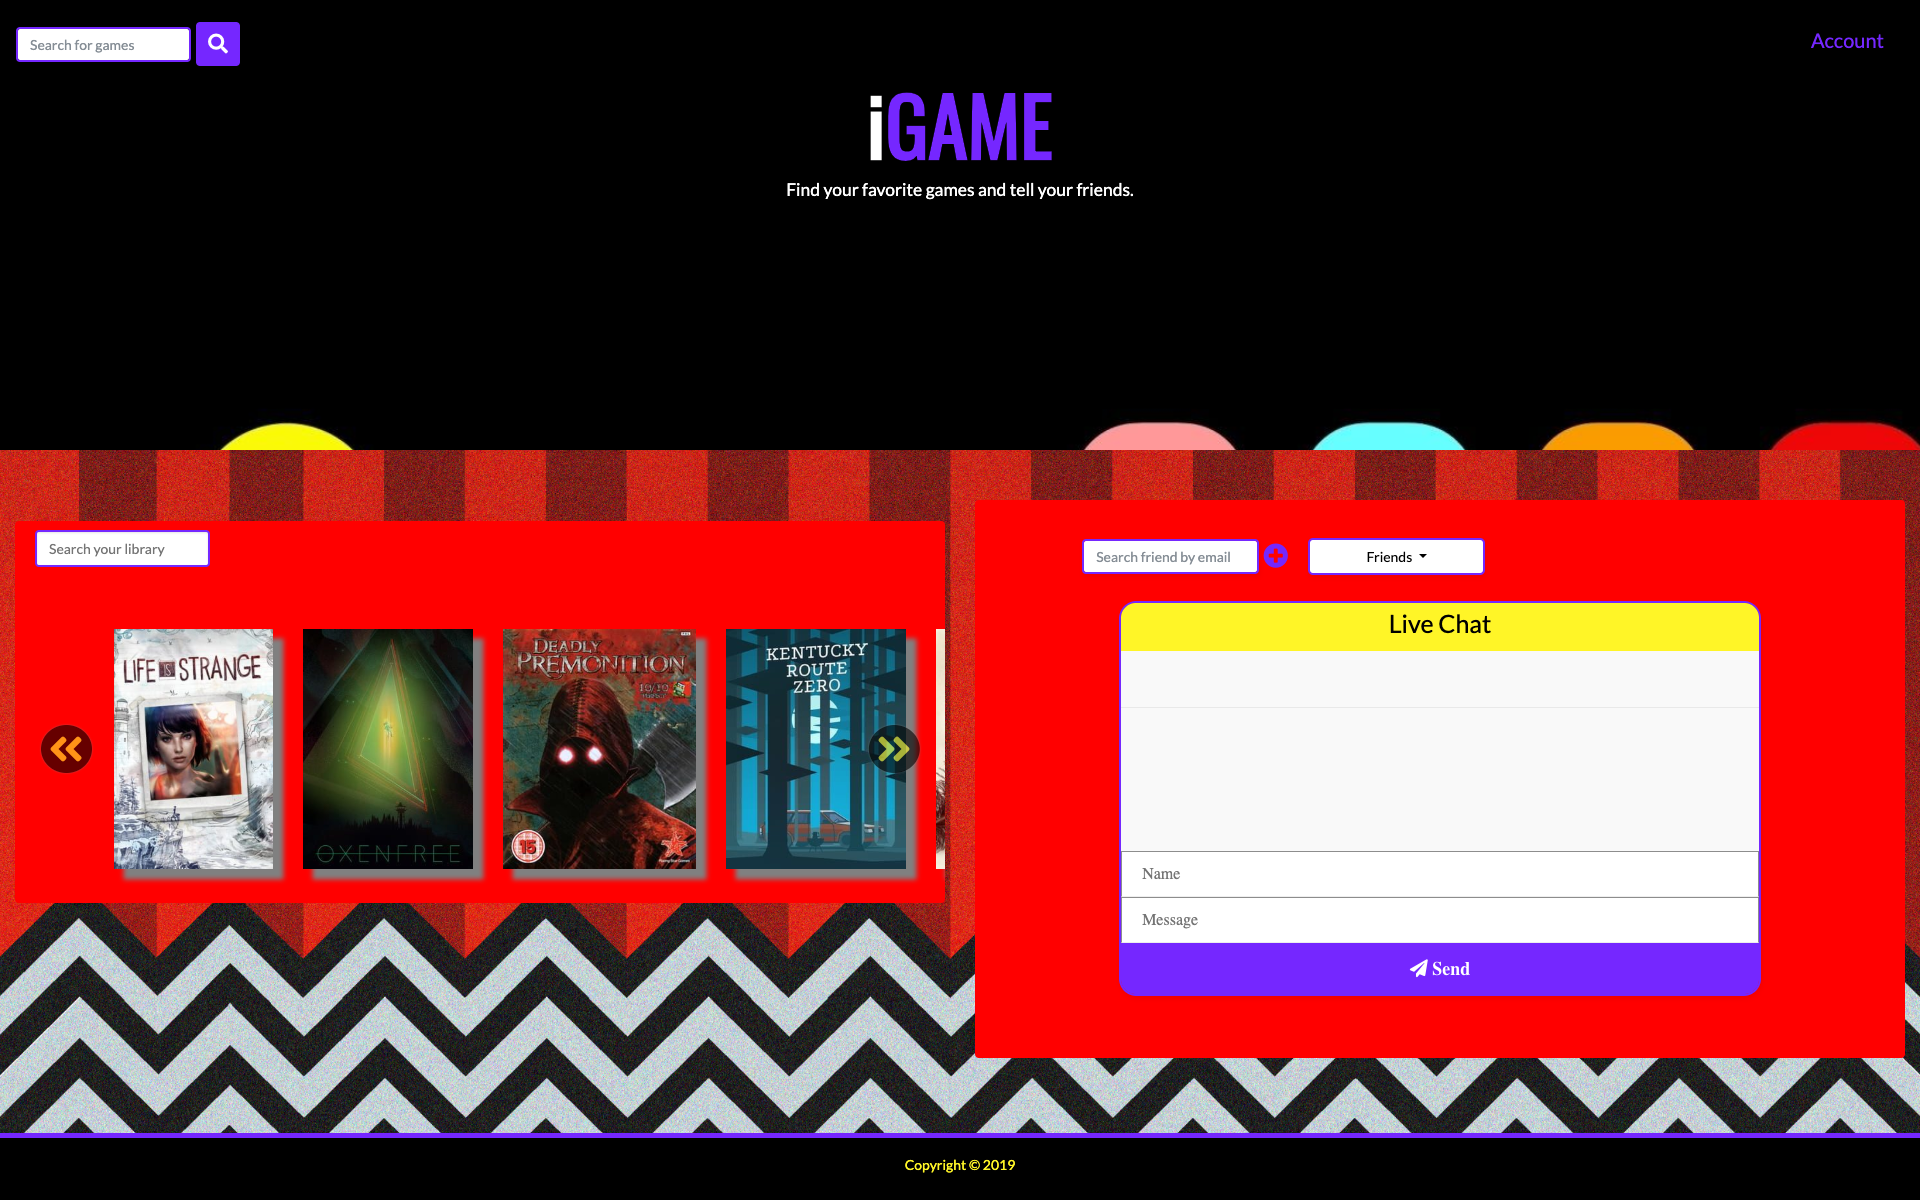 Search for games
Account
iGAME
Find your favorite games and tell your friends.
Search your library
Search friend by email
Friends
Live Chat
LIFE IS STRANGE
OXENFREE
DEADLY
PREMONITION
10/10
15
KENTUCKY
ROUTE
ZERO
Name
Message
Send
Copyright © 2019